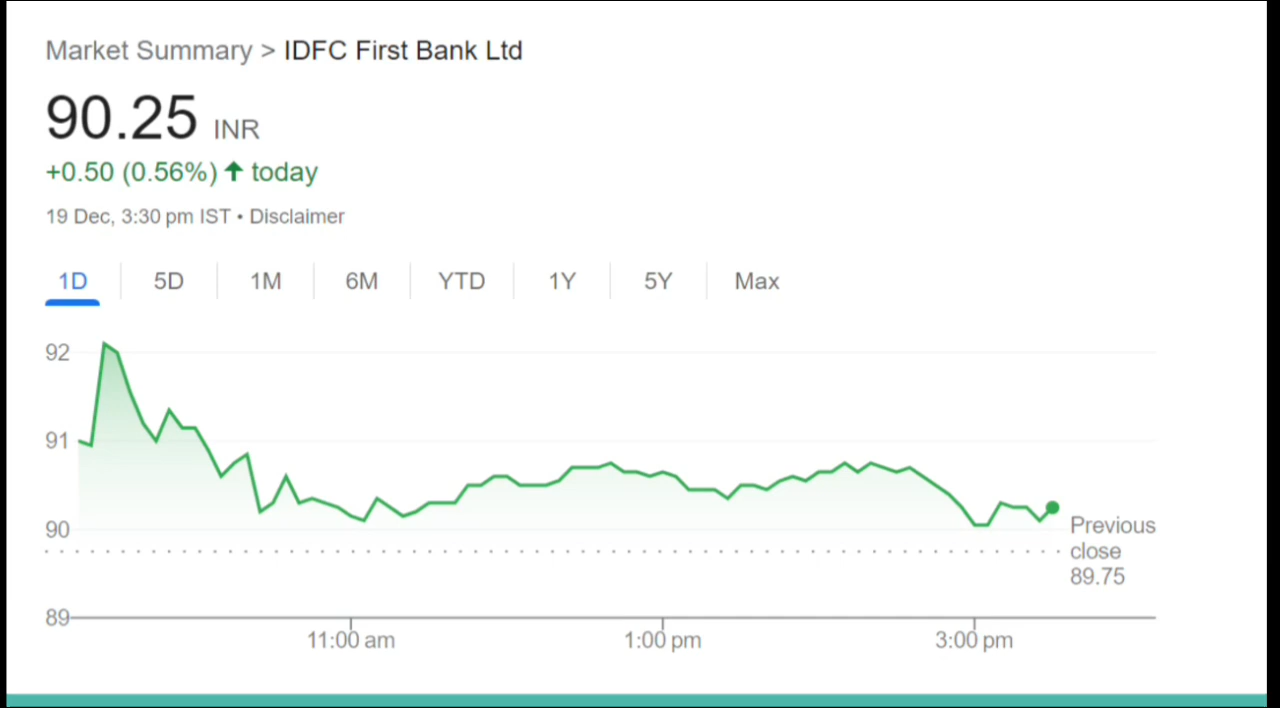 Market Summary > IDFC First Bank Ltd
90.25 INR
+0.50 (0.56%) ↑ today
19 Dec, 3:30 pm IST • Disclaimer
1D 5D 1M 6M YTD 1Y 5Y Max
92
91
90
89
Previous
close
89.75
11:00 am 1:00 pm 3:00 pm